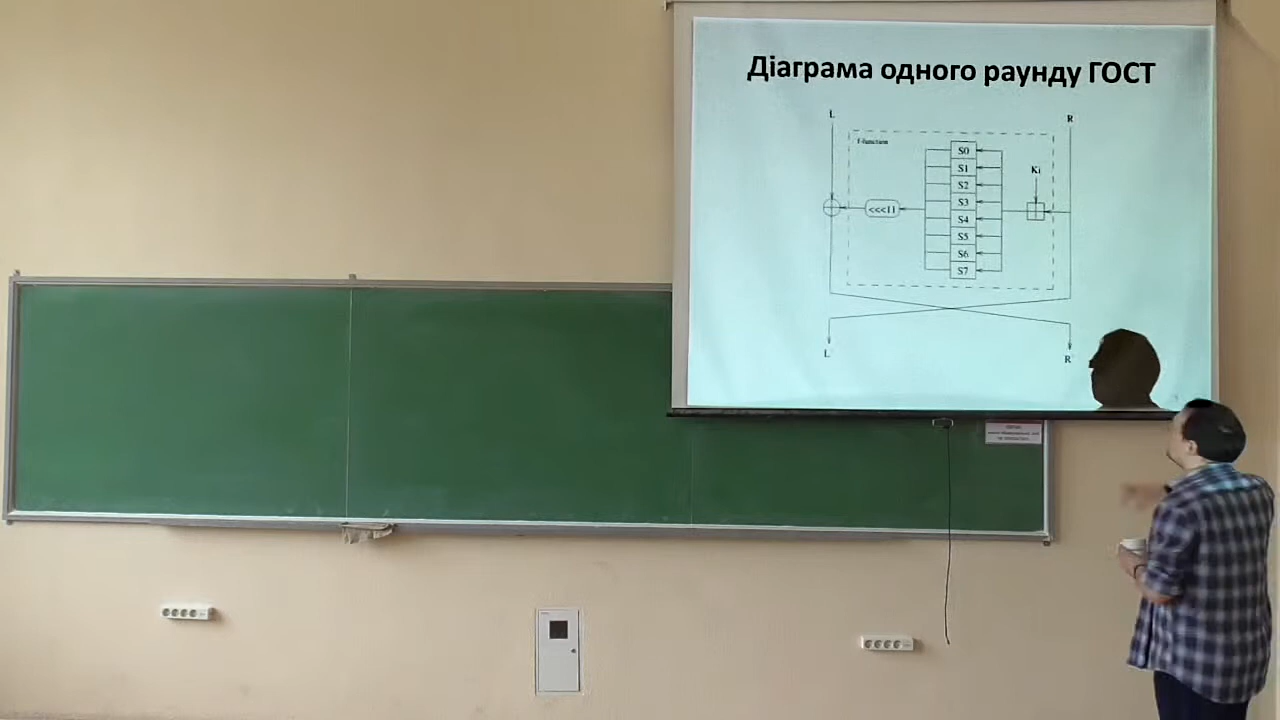 Діаграма одного раунду ГОСТ
L
R
f-function
S0
S1
Ki
S2
S3
<<<11
S4
S5
S6
S7
L
R